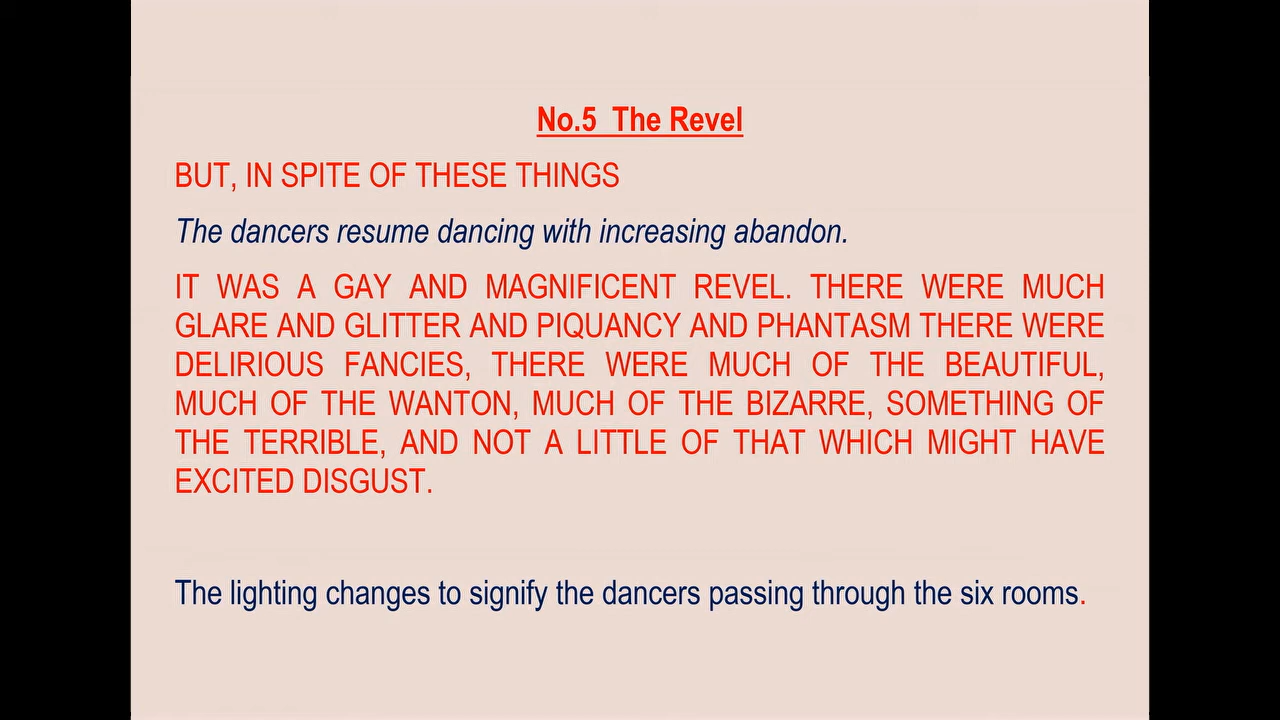 No.5 The Revel
BUT, IN SPITE OF THESE THINGS
The dancers resume dancing with increasing abandon.
IT WAS A GAY AND MAGNIFICENT REVEL. THERE WERE MUCH
GLARE AND GLITTER AND PIQUANCY AND PHANTASM THERE WERE
DELIRIOUS FANCIES, THERE WERE MUCH OF THE BEAUTIFUL,
MUCH OF THE WANTON, MUCH OF THE BIZARRE, SOMETHING OF
THE TERRIBLE, AND NOT A LITTLE OF THAT WHICH MIGHT HAVE
EXCITED DISGUST.
The lighting changes to signify the dancers passing through the six rooms.